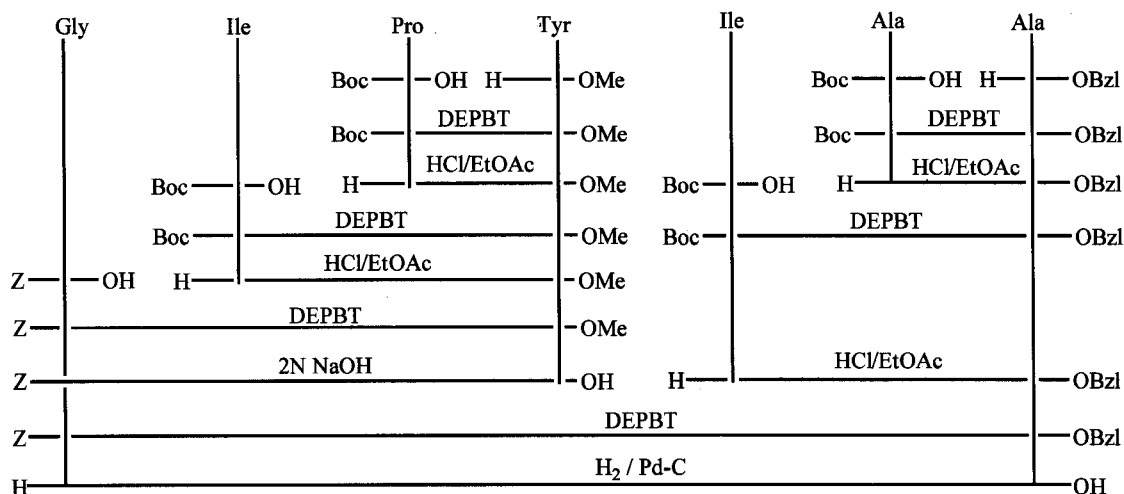 Gly Ile Pro Tyr Ile Ala Ala
Boc OH H OMe Boc OH H OBzl
Boc DEPBT OMe Boc DEPBT OBzl
Boc OH H HCl/EtOAc OMe Boc OH H HCl/EtOAc OBzl
Boc DEPBT OMe Boc DEPBT OBzl
Z OH H HCl/EtOAc OMe
Z DEPBT OMe
Z 2N NaOH OH H HCl/EtOAc OBzl
Z DEPBT OBzl
H H₂ / Pd-C OH